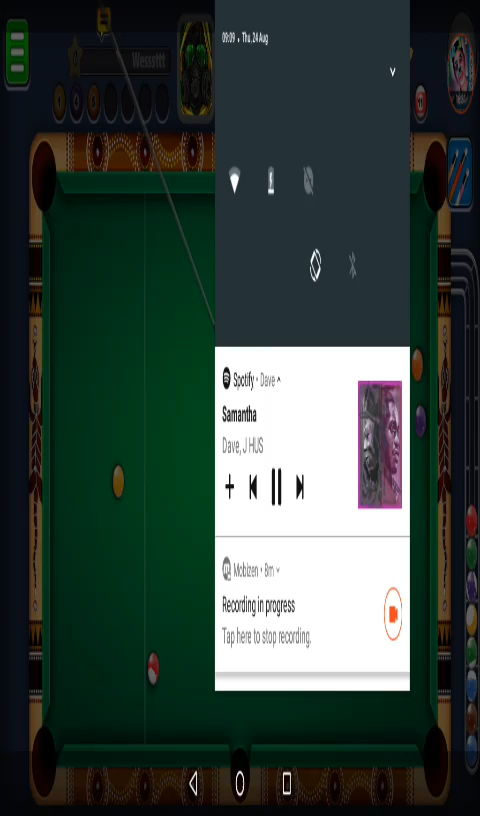 09:09 • Thu, 24 Aug
Wessttt
Spotify • Dave
Samantha
Dave, J HUS
Mobizen • 8m
Recording in progress
Tap here to stop recording.